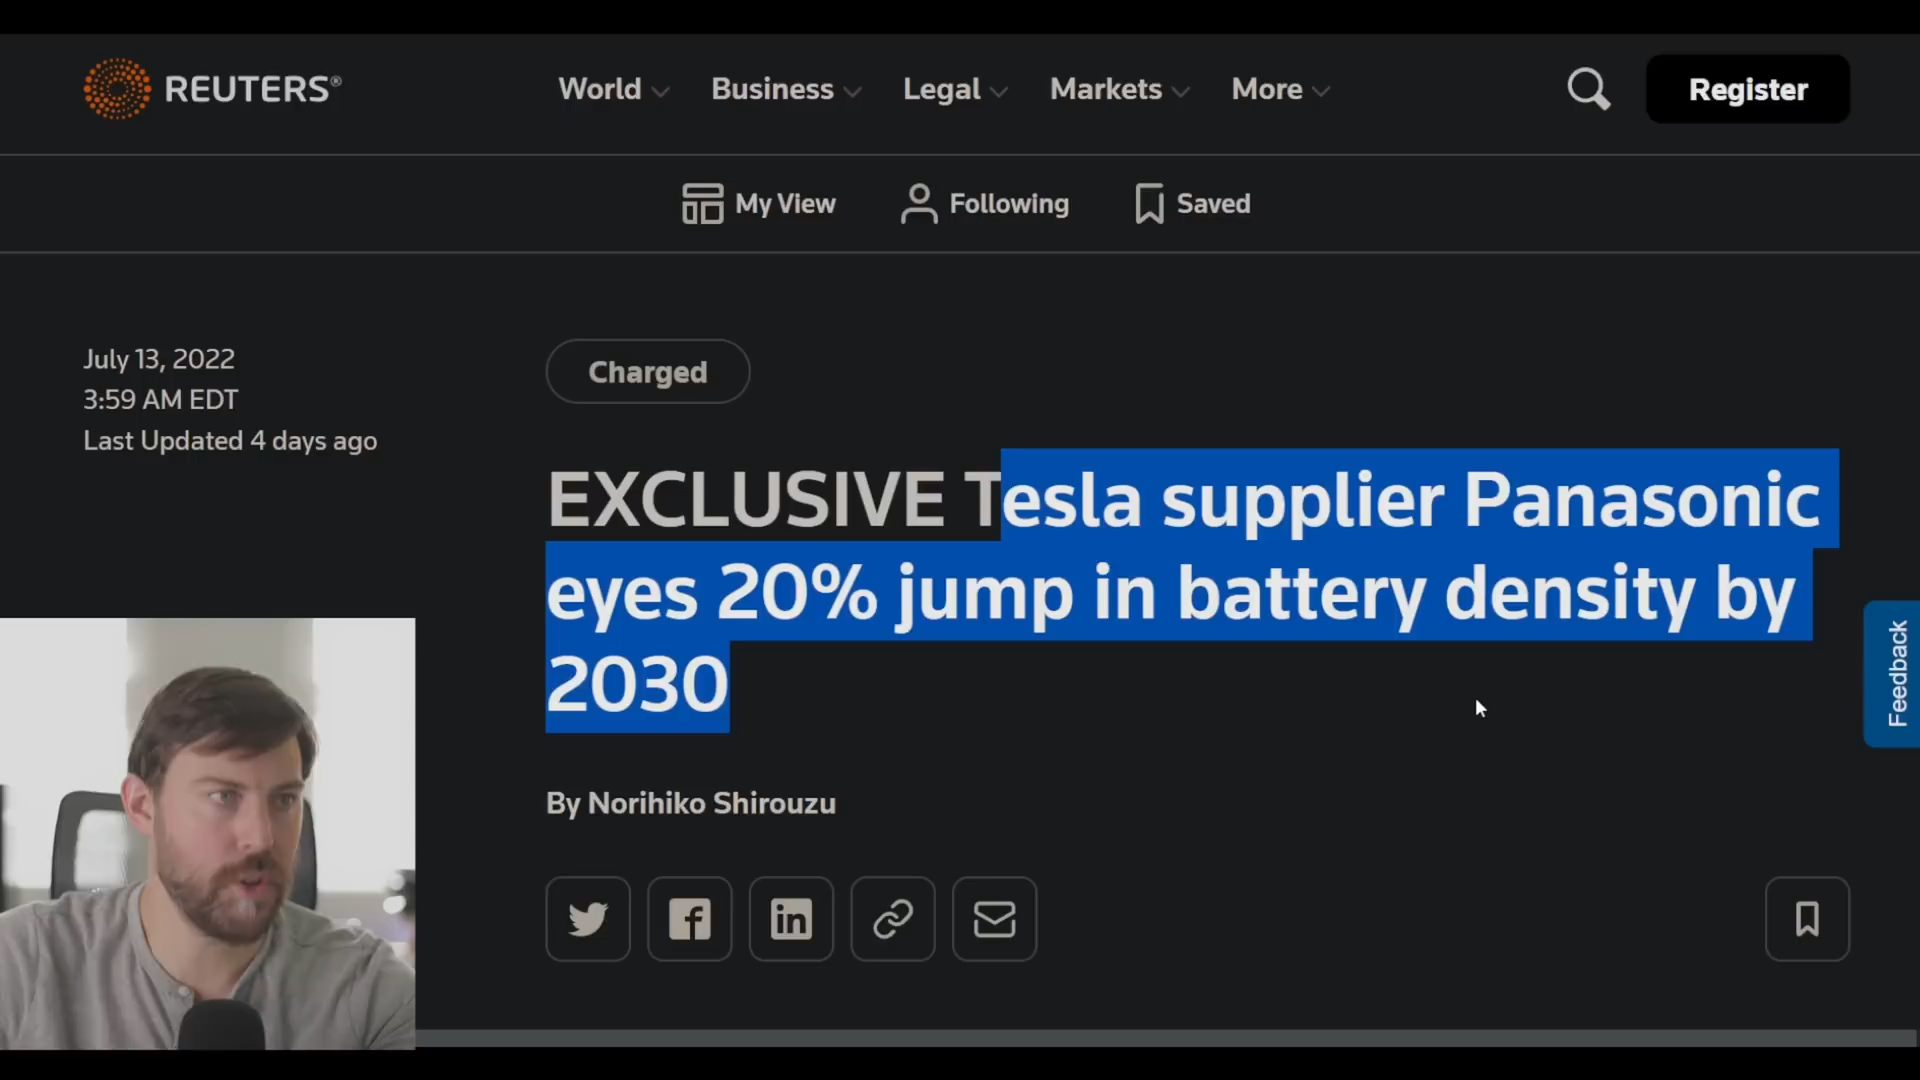 REUTERS®
World
Business
Legal
Markets
More
Register
My View
Following
Saved
July 13, 2022
3:59 AM EDT
Last Updated 4 days ago
Charged
EXCLUSIVE Tesla supplier Panasonic
eyes 20% jump in battery density by
2030
By Norihiko Shirouzu
in
Feedback